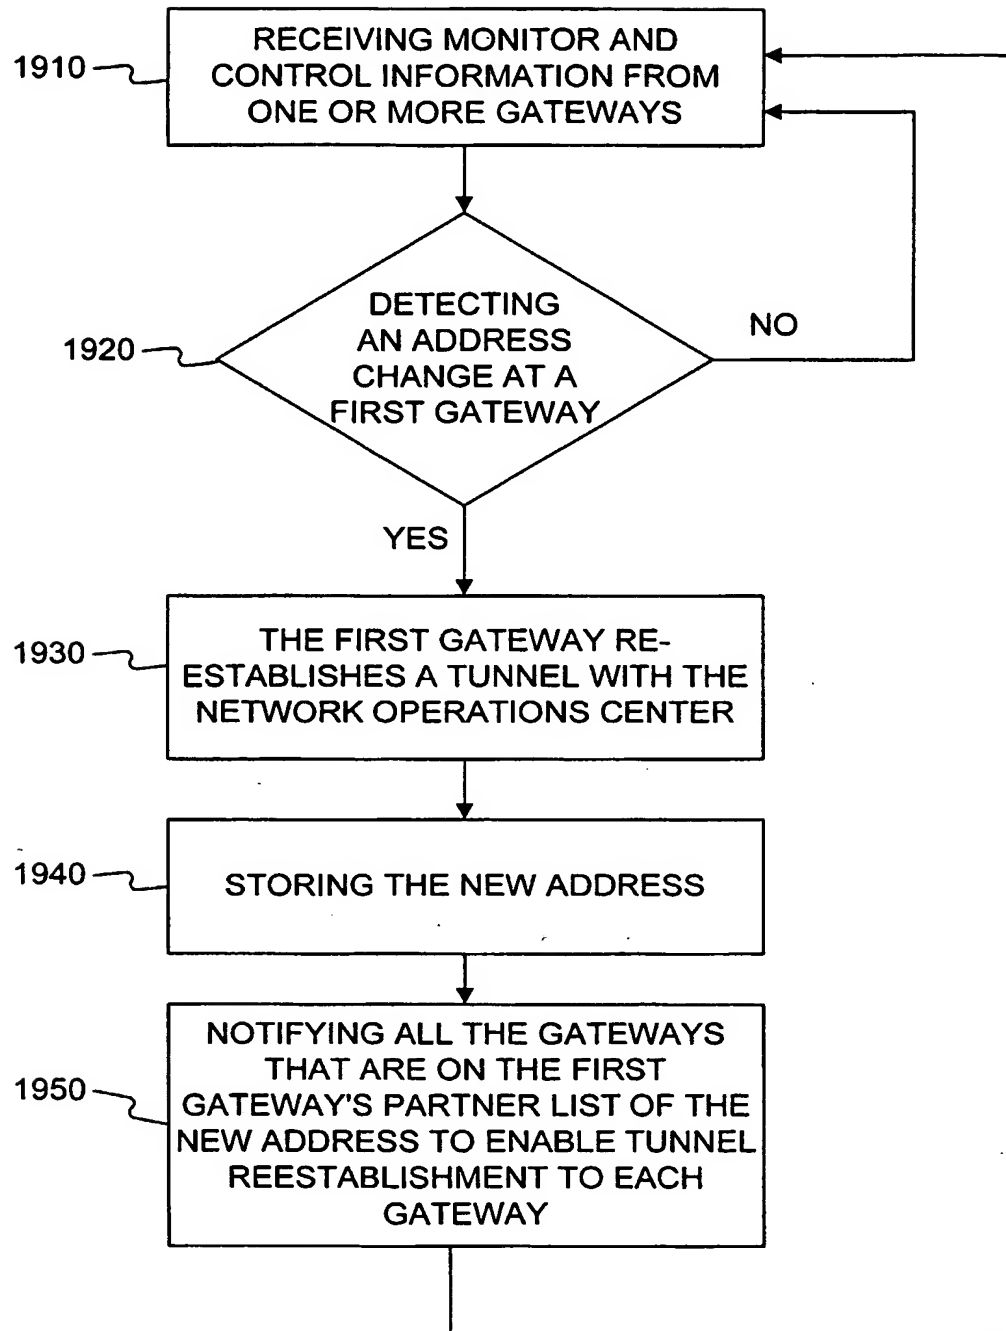 1910
RECEIVING MONITOR AND
CONTROL INFORMATION FROM
ONE OR MORE GATEWAYS
1920
DETECTING
AN ADDRESS
CHANGE AT A
FIRST GATEWAY
NO
YES
1930
THE FIRST GATEWAY RE-
ESTABLISHES A TUNNEL WITH THE
NETWORK OPERATIONS CENTER
1940
STORING THE NEW ADDRESS
1950
NOTIFYING ALL THE GATEWAYS
THAT ARE ON THE FIRST
GATEWAY'S PARTNER LIST OF THE
NEW ADDRESS TO ENABLE TUNNEL
REESTABLISHMENT TO EACH
GATEWAY